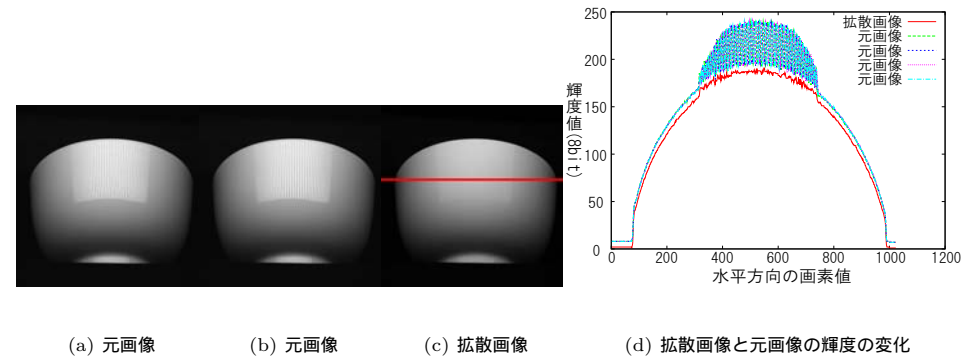 250
200
150
100
50
0
輝度値(8bit)
拡散画像
元画像
元画像
元画像
元画像
0 200 400 600 800 1000 1200
水平方向の画素値
(a) 元画像
(b) 元画像
(c) 拡散画像
(d) 拡散画像と元画像の輝度の変化